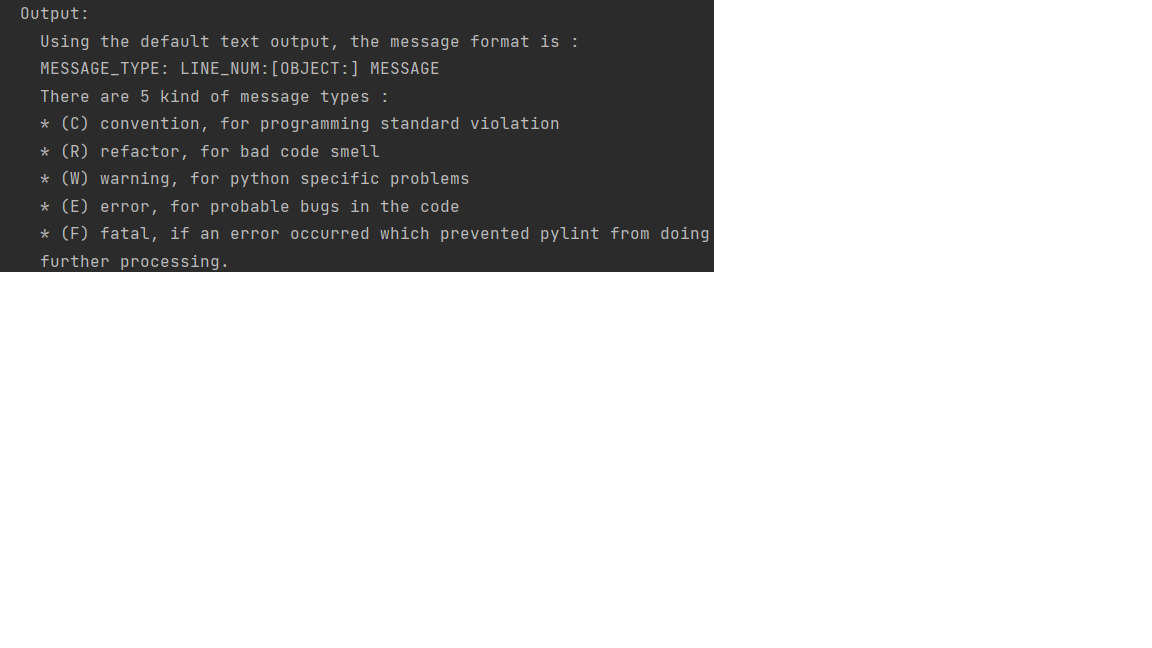 Output:
Using the default text output, the message format is :
MESSAGE_TYPE: LINE_NUM:[OBJECT:] MESSAGE
There are 5 kind of message types :
* (C) convention, for programming standard violation
* (R) refactor, for bad code smell
* (W) warning, for python specific problems
* (E) error, for probable bugs in the code
* (F) fatal, if an error occurred which prevented pylint from doing
further processing.